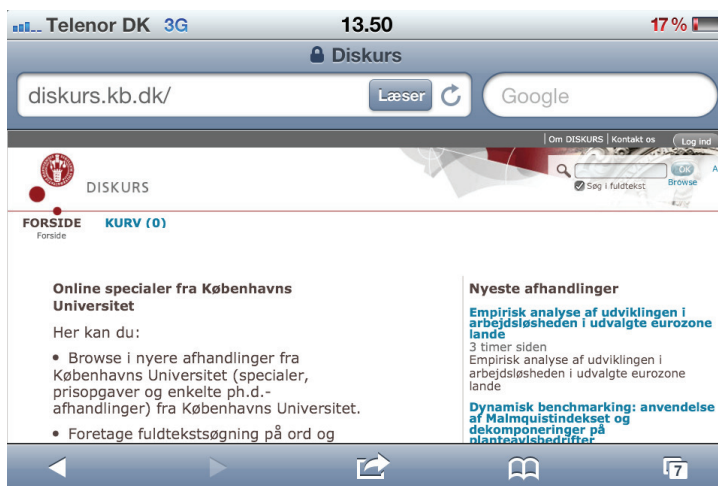 Telenor DK 3G 13.50 17 %
Diskurs
diskurs.kb.dk/ Læser Google
Om DISKURS Kontakt os Log ind
OK
Søg i fuldtekst Browse
DISKURS
FORSIDE KURV (0)
Forside
Online specialer fra Københavns
Universitet
Her kan du:
• Browse i nyere afhandlinger fra
Københavns Universitet (specialer,
prisopgaver og enkelte ph.d.-
afhandlinger) fra Københavns Universitet.
• Foretage fuldtekstsøgning på ord og
Nyeste afhandlinger
Empirisk analyse af udviklingen i
arbejdsløsheden i udvalgte eurozone
lande
3 timer siden
Empirisk analyse af udviklingen i
arbejdsløsheden i udvalgte eurozone
lande
Dynamisk benchmarking: anvendelse
af Malmquistindekset og
dekomponeringer på
planteavlsbedrifter
7